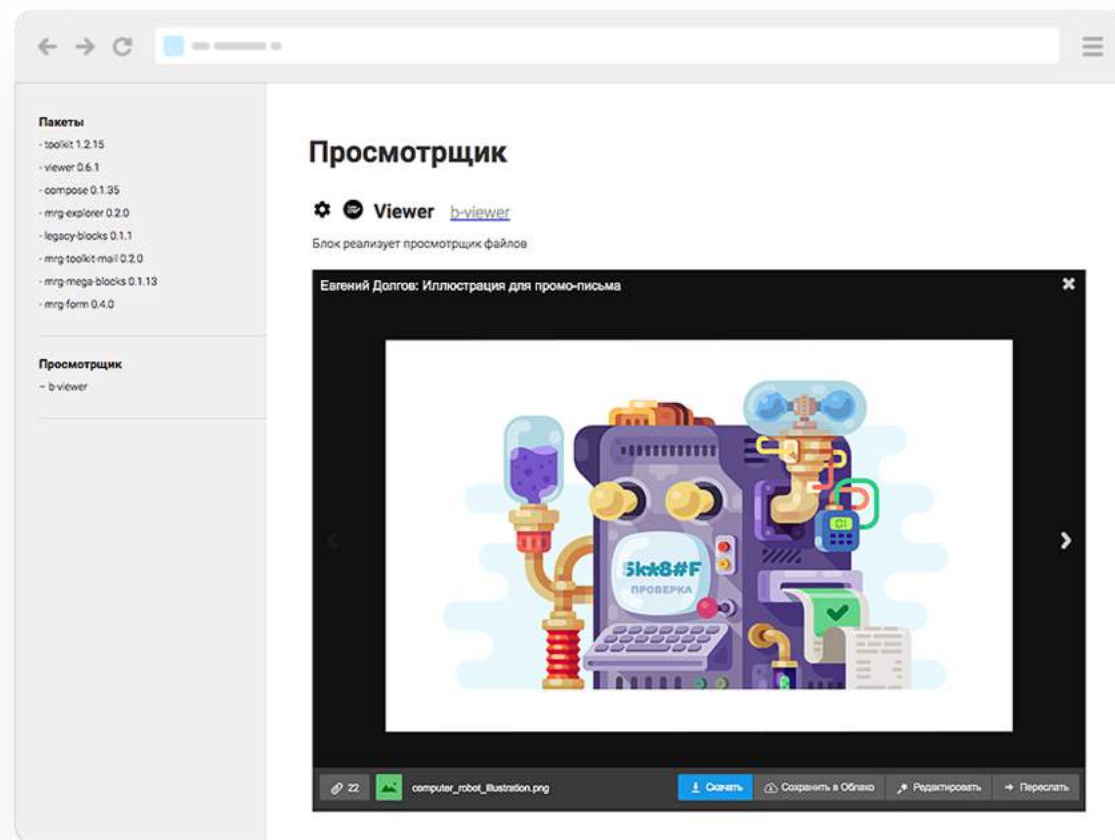 Пакеты
- toolkit 1.2.15
- viewer 0.6.1
- compose 0.1.35
- mrg-explorer 0.2.0
- legacy-blocks 0.1.1
- mrg-toolkit-mail 0.2.0
- mrg-mega-blocks 0.1.13
- mrg-form 0.4.0
Просмотрщик
– b-viewer
Просмотрщик
Viewer b-viewer
Блок реализует просмотрщик файлов
Евгений Долгов: Иллюстрация для промо-письма
5k*8#F
ПРОВЕРКА
22 computer_robot_illustration.png Скачать Сохранить в Облако Редактировать Переслать